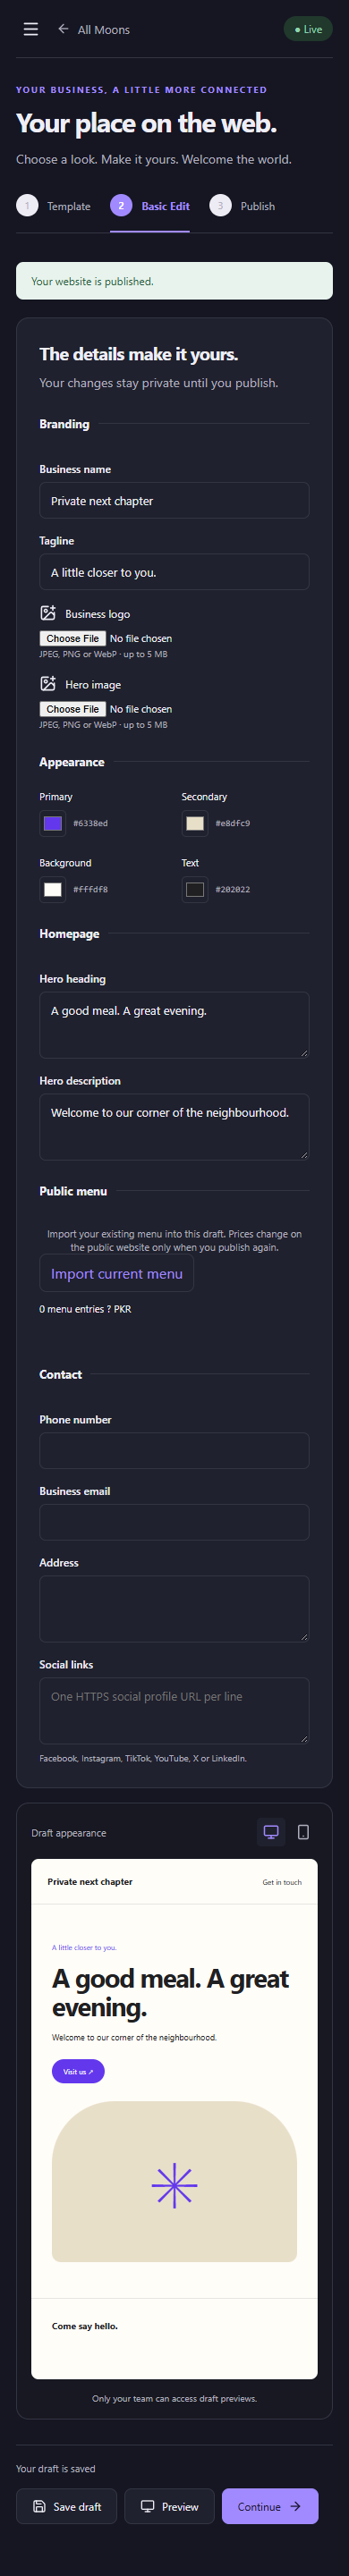 All Moons
● Live
YOUR BUSINESS, A LITTLE MORE CONNECTED
Your place on the web.
Choose a look. Make it yours. Welcome the world.
1 Template
2 Basic Edit
3 Publish
Your website is published.
The details make it yours.
Your changes stay private until you publish.
Branding
Business name
Private next chapter
Tagline
A little closer to you.
Business logo
Choose File No file chosen
JPEG, PNG or WebP · up to 5 MB
Hero image
Choose File No file chosen
JPEG, PNG or WebP · up to 5 MB
Appearance
Primary
Secondary
#6338ed
#e8dfc9
Background
Text
#fffdf8
#202022
Homepage
Hero heading
A good meal. A great evening.
Hero description
Welcome to our corner of the neighbourhood.
Public menu
Import your existing menu into this draft. Prices change on
the public website only when you publish again.
Import current menu
0 menu entries ? PKR
Contact
Phone number
Business email
Address
Social links
One HTTPS social profile URL per line
Facebook, Instagram, TikTok, YouTube, X or LinkedIn.
Draft appearance
Private next chapter
Get in touch
A little closer to you.
A good meal. A great
evening.
Welcome to our corner of the neighbourhood.
Visit us ↗
Come say hello.
Only your team can access draft previews.
Your draft is saved
Save draft
Preview
Continue →